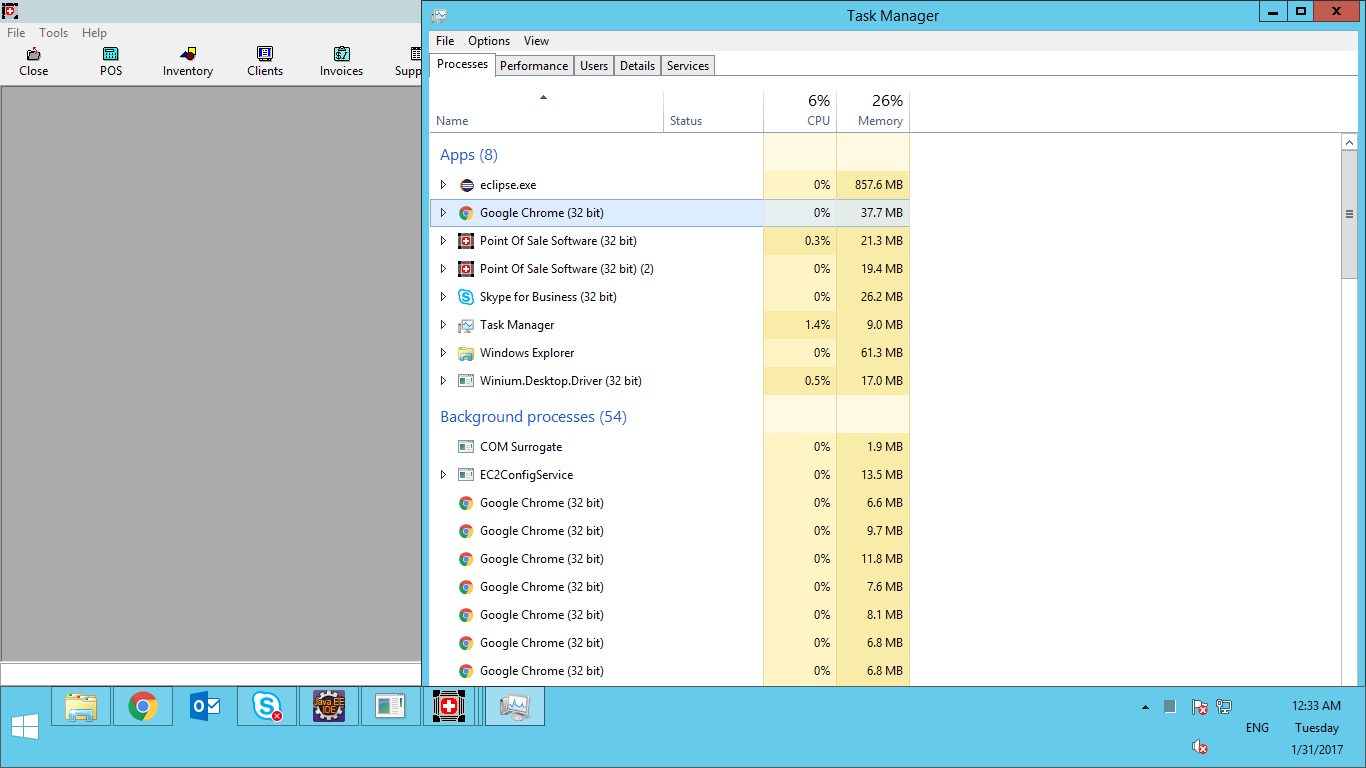 File Tools Help
Close POS Inventory Clients Invoices Supp
Task Manager
File Options View
Processes Performance Users Details Services
6% 26%
Name Status CPU Memory
Apps (8)
eclipse.exe 0% 857.6 MB
Google Chrome (32 bit) 0% 37.7 MB
Point Of Sale Software (32 bit) 0.3% 21.3 MB
Point Of Sale Software (32 bit) (2) 0% 19.4 MB
Skype for Business (32 bit) 0% 26.2 MB
Task Manager 1.4% 9.0 MB
Windows Explorer 0% 61.3 MB
Winium.Desktop.Driver (32 bit) 0.5% 17.0 MB
Background processes (54)
COM Surrogate 0% 1.9 MB
EC2ConfigService 0% 13.5 MB
Google Chrome (32 bit) 0% 6.6 MB
Google Chrome (32 bit) 0% 9.7 MB
Google Chrome (32 bit) 0% 11.8 MB
Google Chrome (32 bit) 0% 7.6 MB
Google Chrome (32 bit) 0% 8.1 MB
Google Chrome (32 bit) 0% 6.8 MB
Google Chrome (32 bit) 0% 6.8 MB
Java EE
IDE
12:33 AM
ENG Tuesday
1/31/2017